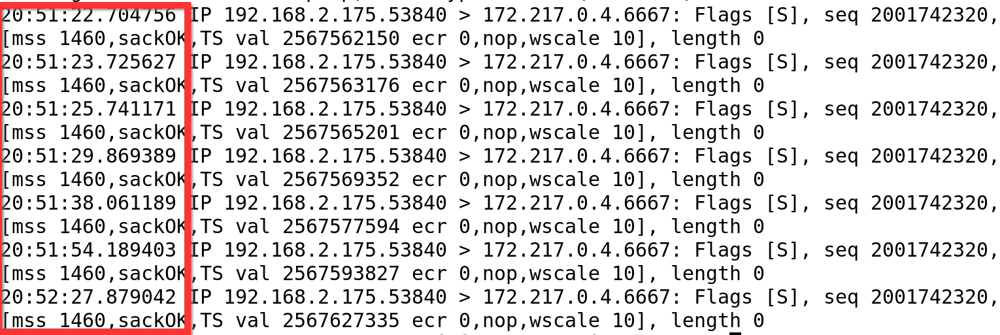 20:51:22.704756 IP 192.168.2.175.53840 > 172.217.0.4.6667: Flags [S], seq 2001742320,
[mss 1460,sackOK,TS val 2567562150 ecr 0,nop,wscale 10], length 0
20:51:23.725627 IP 192.168.2.175.53840 > 172.217.0.4.6667: Flags [S], seq 2001742320,
[mss 1460,sackOK,TS val 2567563176 ecr 0,nop,wscale 10], length 0
20:51:25.741171 IP 192.168.2.175.53840 > 172.217.0.4.6667: Flags [S], seq 2001742320,
[mss 1460,sackOK,TS val 2567565201 ecr 0,nop,wscale 10], length 0
20:51:29.869389 IP 192.168.2.175.53840 > 172.217.0.4.6667: Flags [S], seq 2001742320,
[mss 1460,sackOK,TS val 2567569352 ecr 0,nop,wscale 10], length 0
20:51:38.061189 IP 192.168.2.175.53840 > 172.217.0.4.6667: Flags [S], seq 2001742320,
[mss 1460,sackOK,TS val 2567577594 ecr 0,nop,wscale 10], length 0
20:51:54.189403 IP 192.168.2.175.53840 > 172.217.0.4.6667: Flags [S], seq 2001742320,
[mss 1460,sackOK,TS val 2567593827 ecr 0,nop,wscale 10], length 0
20:52:27.879042 IP 192.168.2.175.53840 > 172.217.0.4.6667: Flags [S], seq 2001742320,
[mss 1460,sackOK,TS val 2567627335 ecr 0,nop,wscale 10], length 0